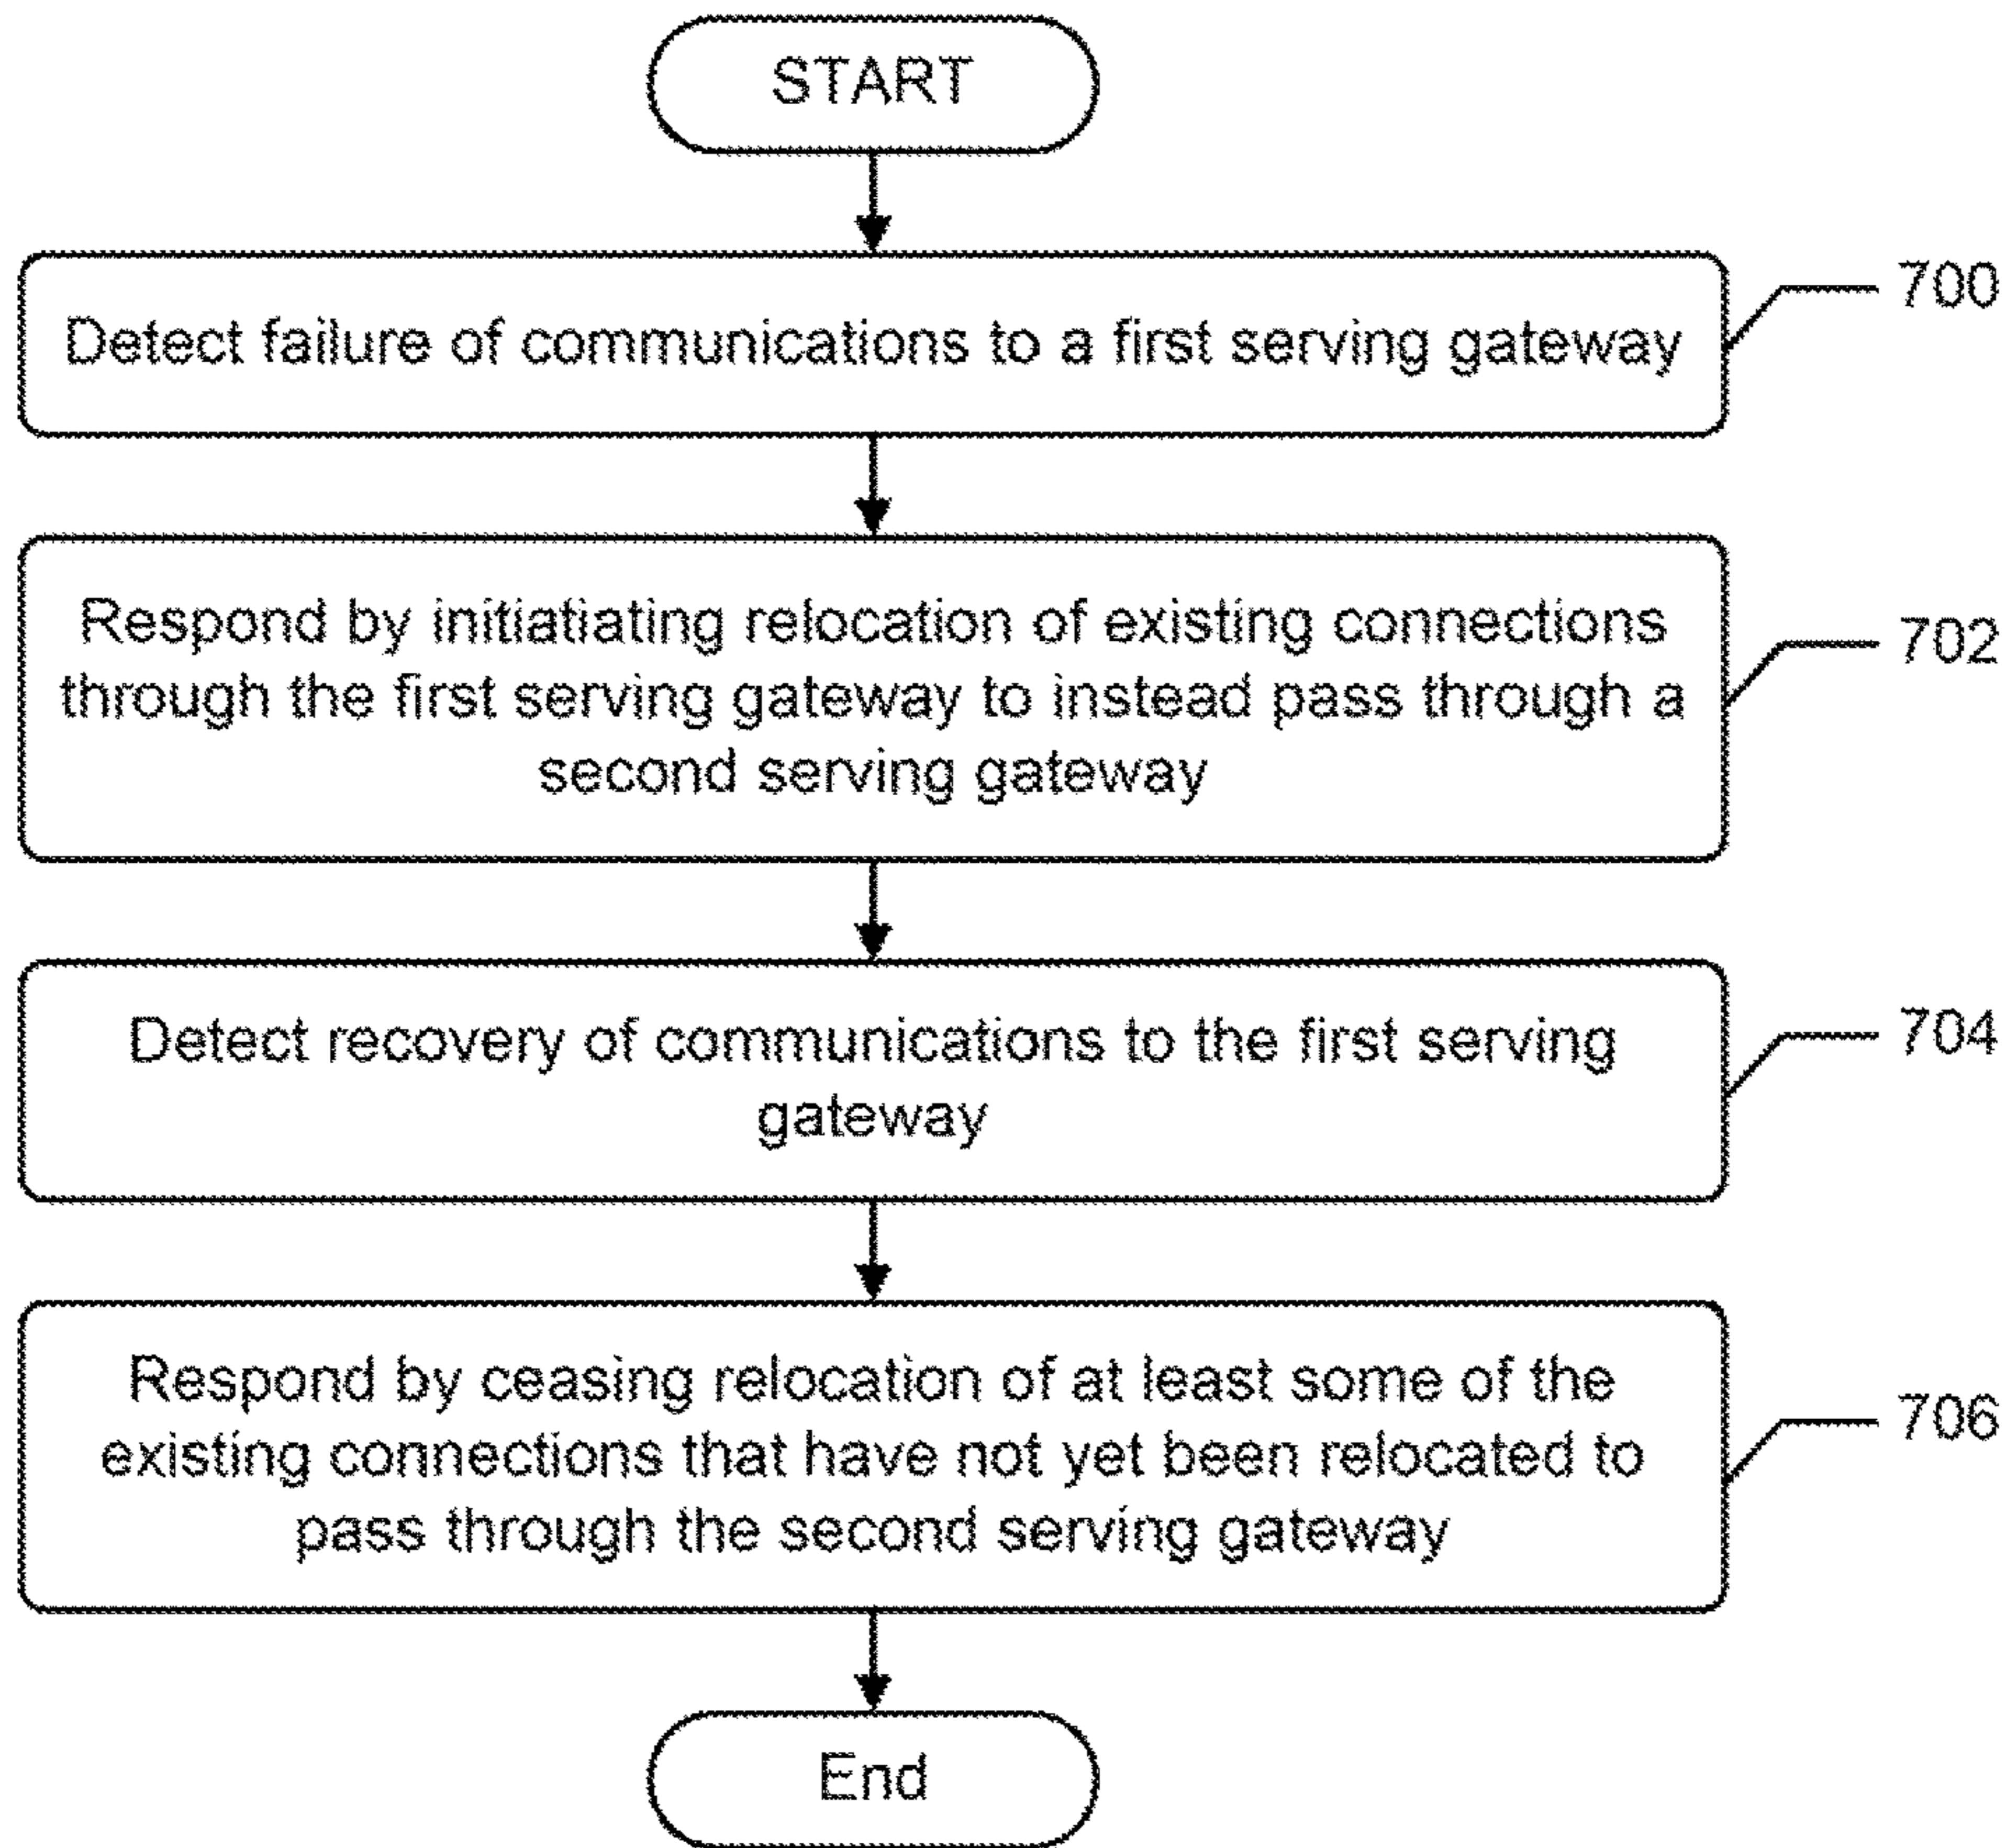 START
Detect failure of communications to a first serving gateway
700
Respond by initiatiating relocation of existing connections
through the first serving gateway to instead pass through a
second serving gateway
702
Detect recovery of communications to the first serving
gateway
704
Respond by ceasing relocation of at least some of the
existing connections that have not yet been relocated to
pass through the second serving gateway
706
End